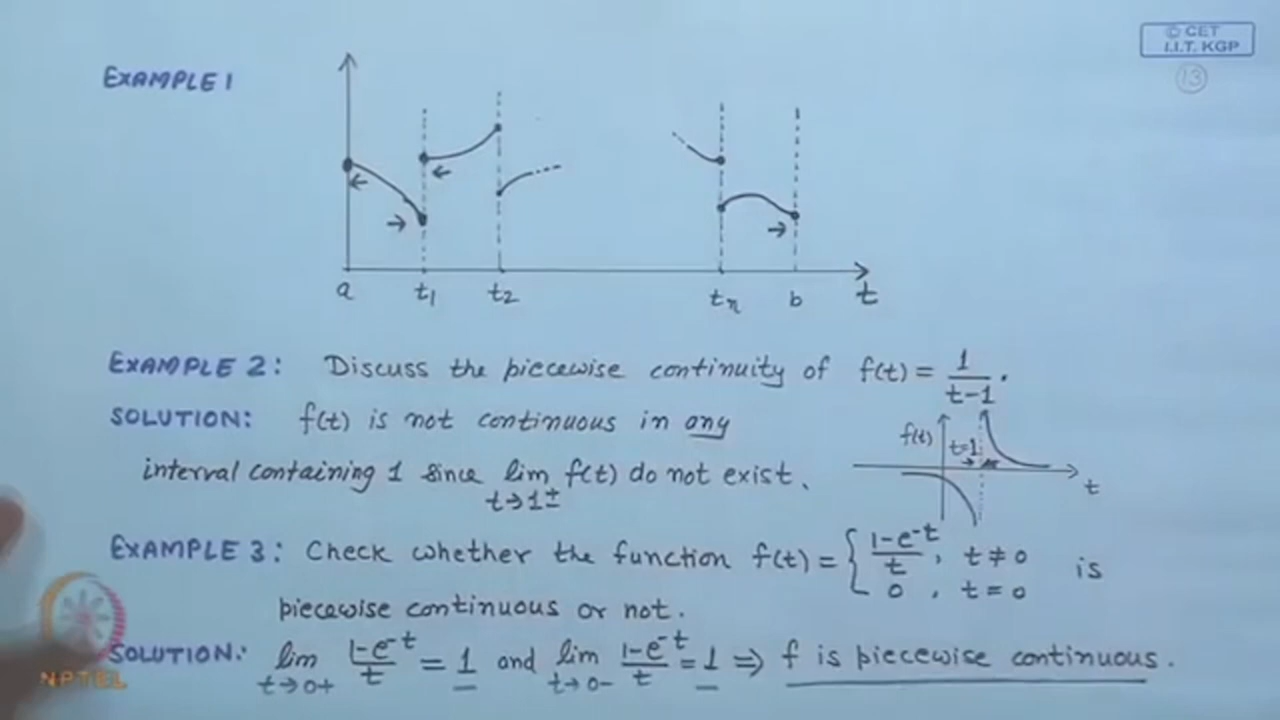 © CET
I.I.T. KGP
13
EXAMPLE 1
a t₁ t₂ tₙ b t
EXAMPLE 2: Discuss the piecewise continuity of f(t) = 1/(t-1).
SOLUTION: f(t) is not continuous in any
interval containing 1 since lim t→1± f(t) do not exist.
f(t) t=1 t
EXAMPLE 3: Check whether the function f(t) = { (1-e^-t)/t, t≠0
0, t=0 is
piecewise continuous or not.
SOLUTION: lim t→0+ (1-e^-t)/t = 1 and lim t→0- (1-e^-t)/t = 1 ⇒ f is piecewise continuous.
NPTEL